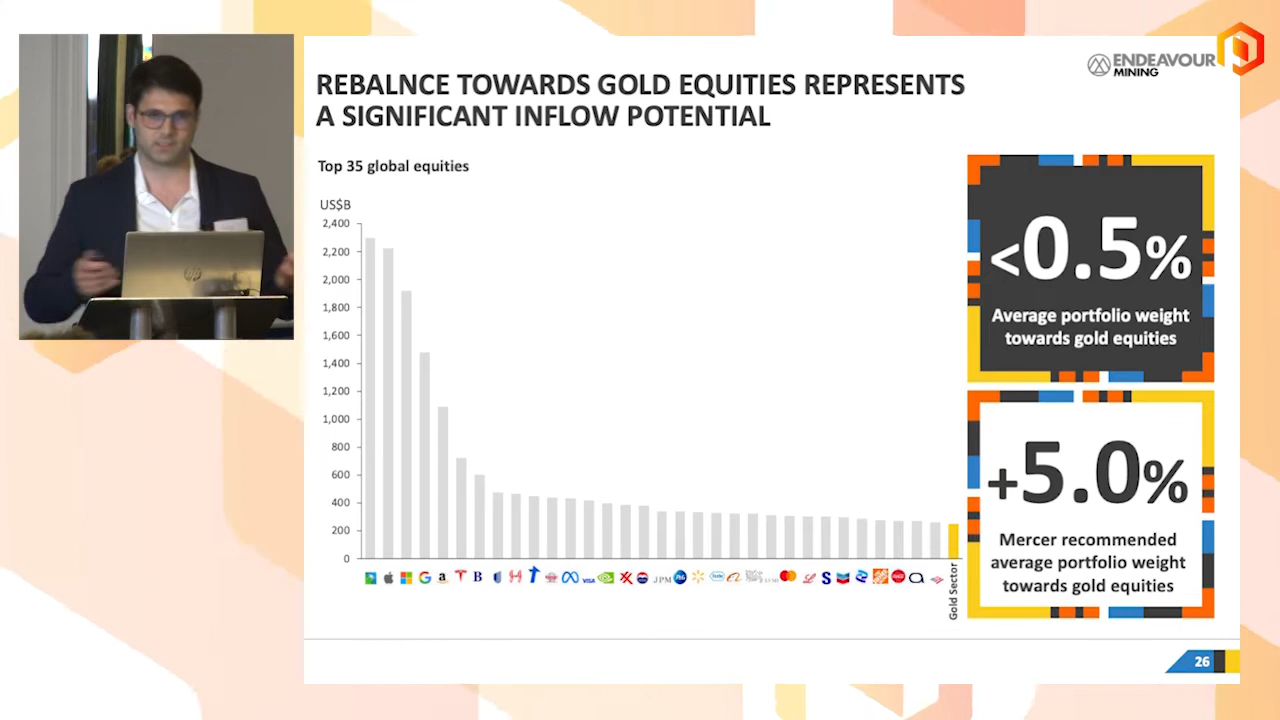 ENDEAVOUR
MINING
REBALNCE TOWARDS GOLD EQUITIES REPRESENTS
A SIGNIFICANT INFLOW POTENTIAL
Top 35 global equities
US$B
2,400
2,200
2,000
1,800
1,600
1,400
1,200
1,000
800
600
400
200
0
VISA
JPM
P&G
Gold Sector
<0.5%
Average portfolio weight
towards gold equities
+5.0%
Mercer recommended
average portfolio weight
towards gold equities
26
hp